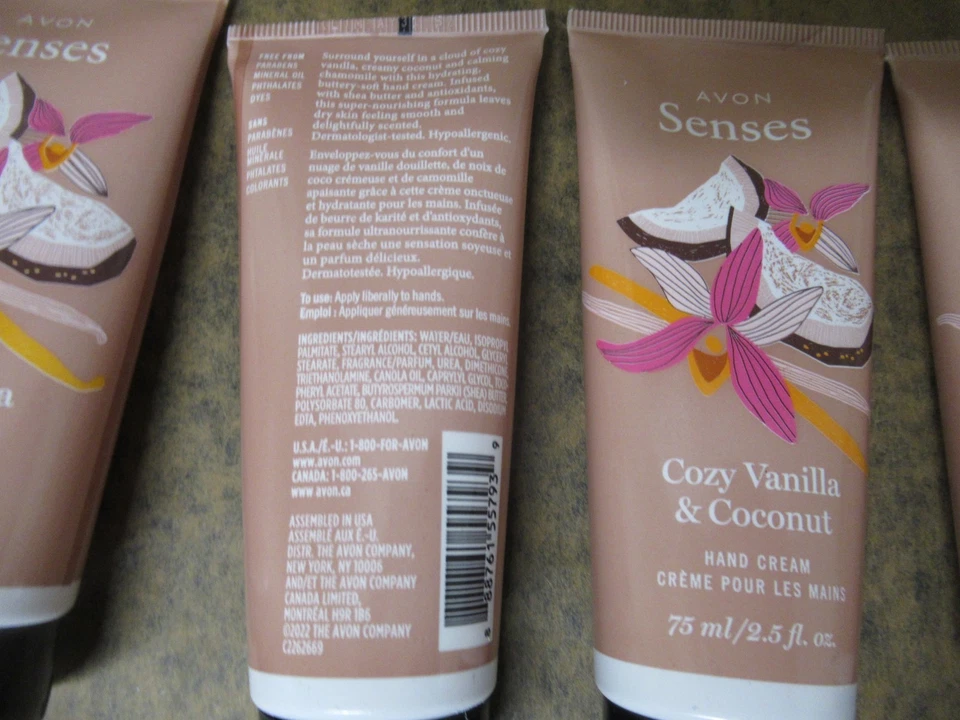 AVON
enses
a
FREE FROM
PARABENS
MINERAL OIL
PHTHALATES
DYES
SANS
PARABÈNES
HUILE
MINÉRALE
PHTALATES
COLORANTS
Surround yourself in a cloud of cozy
vanilla, creamy coconut and calming
chamomile with this hydrating,
buttery-soft hand cream. Infused
with shea butter and antioxidants,
this super-nourishing formula leaves
dry skin feeling smooth and
delightfully scented.
Dermatologist-tested. Hypoallergenic.
Enveloppez-vous du confort d'un
nuage de vanille douillette, de noix de
coco crémeuse et de camomille
apaisante grâce à cette crème onctueuse
et hydratante pour les mains. Infusée
de beurre de karité et d'antioxydants,
sa formule ultranourrissante confère à
la peau sèche une sensation soyeuse et
un parfum délicieux.
Dermatotestée. Hypoallergique.
To use: Apply liberally to hands.
Emploi : Appliquer généreusement sur les mains.
INGREDIENTS/INGRÉDIENTS: WATER/EAU, ISOPROPYL
PALMITATE, STEARYL ALCOHOL, CETYL ALCOHOL, GLYCERYL
STEARATE, FRAGRANCE/PARFUM, UREA, DIMETHICONE,
TRIETHANOLAMINE, CANOLA OIL, CAPRYLYL GLYCOL, TOCO-
PHERYL ACETATE, BUTYROSPERMUM PARKII (SHEA) BUTTER,
POLYSORBATE 80, CARBOMER, LACTIC ACID, DISODIUM
EDTA, PHENOXYETHANOL.
U.S.A./É.-U.: 1-800-FOR-AVON
www.avon.com
CANADA: 1-800-265-AVON
www.avon.ca
ASSEMBLED IN USA
ASSEMBLÉ AUX É.-U.
DISTR. THE AVON COMPANY,
NEW YORK, NY 10006
AND/ET THE AVON COMPANY
CANADA LIMITED,
MONTRÉAL H9R 1B6
©2022 THE AVON COMPANY
C2262669
8 88761 55793 9
AVON
Senses
Cozy Vanilla
& Coconut
HAND CREAM
CRÈME POUR LES MAINS
75 ml/2.5 fl. oz.